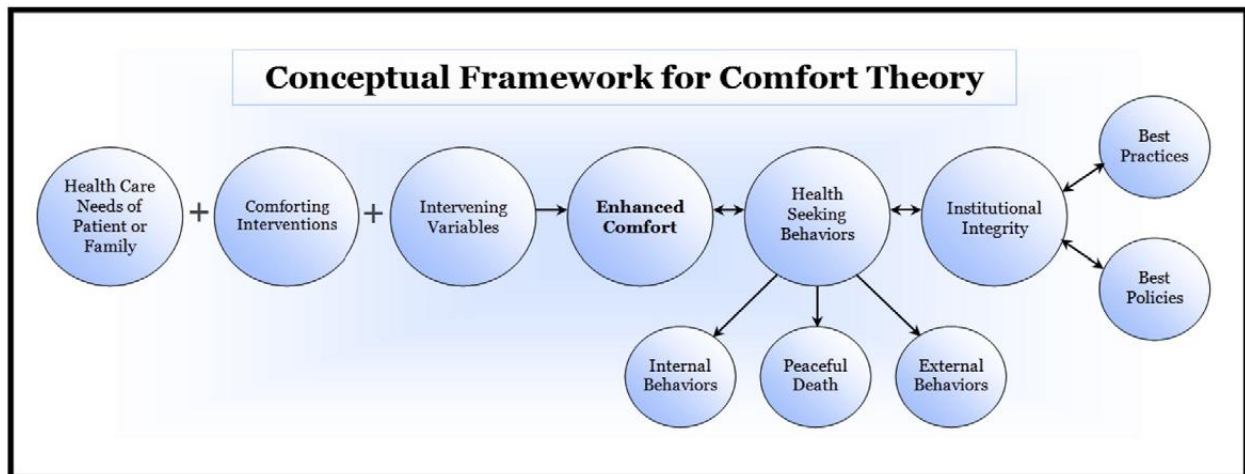 Conceptual Framework for Comfort Theory
Health Care
Needs of
Patient or
Family
+
Comforting
Interventions
+
Intervening
Variables
Enhanced
Comfort
Health
Seeking
Behaviors
Institutional
Integrity
Best
Practices
Best
Policies
Internal
Behaviors
Peaceful
Death
External
Behaviors